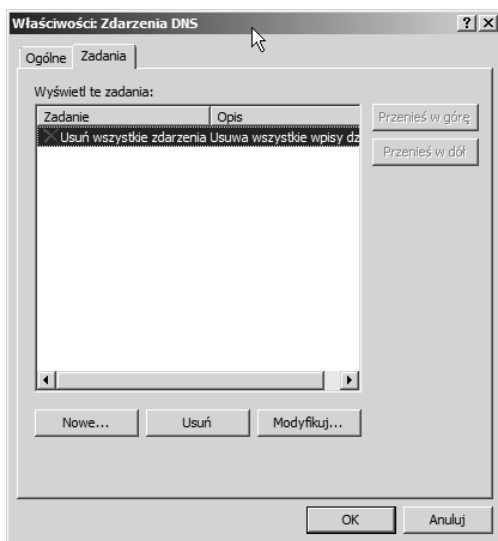 Właściwości: Zdarzenia DNS
Ogólne Zadania
Wyświetl te zadania:
Zadanie Opis
Usuń wszystkie zdarzenia Usuwa wszystkie wpisy dz
Przenieś w górę
Przenieś w dół
Nowe... Usuń Modyfikuj...
OK Anuluj